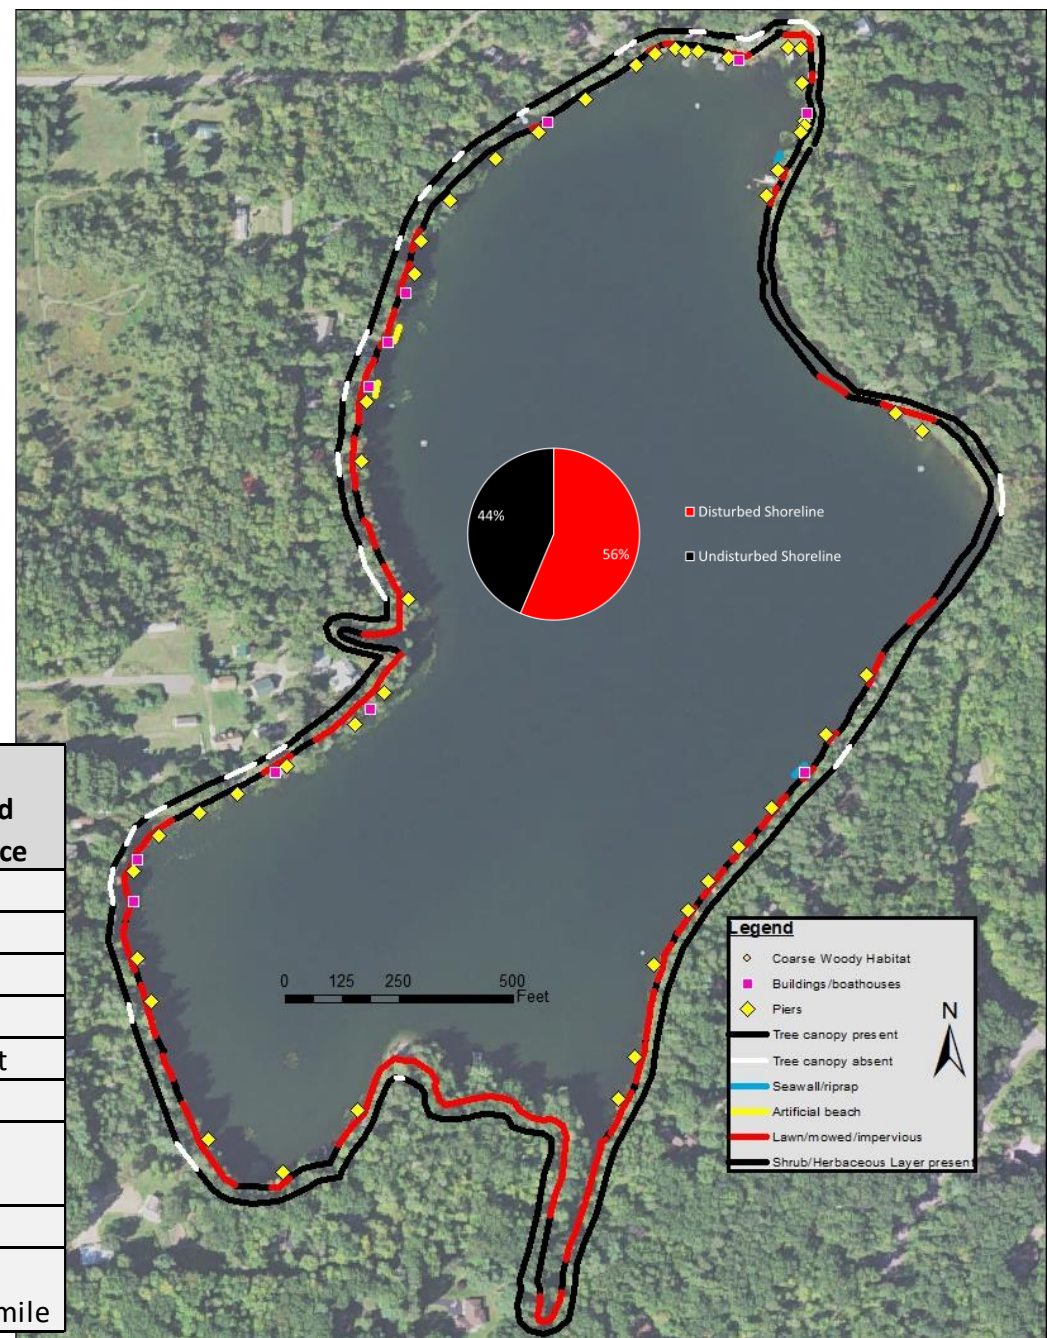 44%
56%
Disturbed Shoreline
Undisturbed Shoreline
d
ce
t
mile
0 125 250 500
Feet
Legend
Coarse Woody Habitat
Buildings/boathouses
Piers
Tree canopy present
Tree canopy absent
Seawall/riprap
Artificial beach
Lawn/mowed/impervious
Shrub/Herbaceous Layer present
N